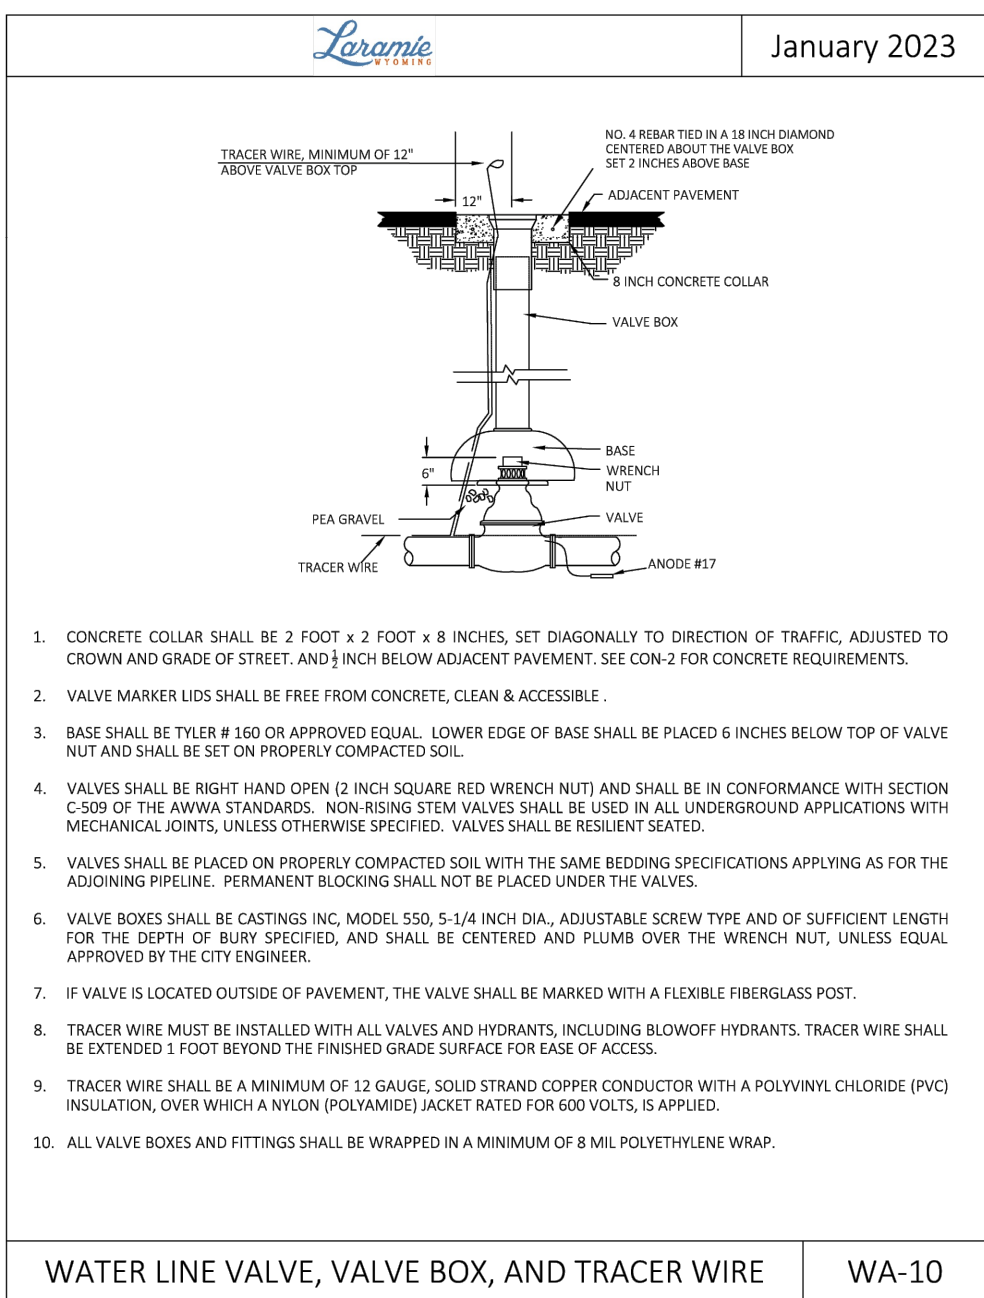 Laramie
WYOMING
January 2023
NO. 4 REBAR TIED IN A 18 INCH DIAMOND
CENTERED ABOUT THE VALVE BOX
SET 2 INCHES ABOVE BASE
TRACER WIRE, MINIMUM OF 12"
ABOVE VALVE BOX TOP
ADJACENT PAVEMENT
12"
8 INCH CONCRETE COLLAR
VALVE BOX
BASE
6"
WRENCH
NUT
PEA GRAVEL
VALVE
TRACER WIRE
ANODE #17
1. CONCRETE COLLAR SHALL BE 2 FOOT x 2 FOOT x 8 INCHES, SET DIAGONALLY TO DIRECTION OF TRAFFIC, ADJUSTED TO
CROWN AND GRADE OF STREET. AND 1/2 INCH BELOW ADJACENT PAVEMENT. SEE CON-2 FOR CONCRETE REQUIREMENTS.
2. VALVE MARKER LIDS SHALL BE FREE FROM CONCRETE, CLEAN & ACCESSIBLE .
3. BASE SHALL BE TYLER # 160 OR APPROVED EQUAL. LOWER EDGE OF BASE SHALL BE PLACED 6 INCHES BELOW TOP OF VALVE
NUT AND SHALL BE SET ON PROPERLY COMPACTED SOIL.
4. VALVES SHALL BE RIGHT HAND OPEN (2 INCH SQUARE RED WRENCH NUT) AND SHALL BE IN CONFORMANCE WITH SECTION
C-509 OF THE AWWA STANDARDS. NON-RISING STEM VALVES SHALL BE USED IN ALL UNDERGROUND APPLICATIONS WITH
MECHANICAL JOINTS, UNLESS OTHERWISE SPECIFIED. VALVES SHALL BE RESILIENT SEATED.
5. VALVES SHALL BE PLACED ON PROPERLY COMPACTED SOIL WITH THE SAME BEDDING SPECIFICATIONS APPLYING AS FOR THE
ADJOINING PIPELINE. PERMANENT BLOCKING SHALL NOT BE PLACED UNDER THE VALVES.
6. VALVE BOXES SHALL BE CASTINGS INC, MODEL 550, 5-1/4 INCH DIA., ADJUSTABLE SCREW TYPE AND OF SUFFICIENT LENGTH
FOR THE DEPTH OF BURY SPECIFIED, AND SHALL BE CENTERED AND PLUMB OVER THE WRENCH NUT, UNLESS EQUAL
APPROVED BY THE CITY ENGINEER.
7. IF VALVE IS LOCATED OUTSIDE OF PAVEMENT, THE VALVE SHALL BE MARKED WITH A FLEXIBLE FIBERGLASS POST.
8. TRACER WIRE MUST BE INSTALLED WITH ALL VALVES AND HYDRANTS, INCLUDING BLOWOFF HYDRANTS. TRACER WIRE SHALL
BE EXTENDED 1 FOOT BEYOND THE FINISHED GRADE SURFACE FOR EASE OF ACCESS.
9. TRACER WIRE SHALL BE A MINIMUM OF 12 GAUGE, SOLID STRAND COPPER CONDUCTOR WITH A POLYVINYL CHLORIDE (PVC)
INSULATION, OVER WHICH A NYLON (POLYAMIDE) JACKET RATED FOR 600 VOLTS, IS APPLIED.
10. ALL VALVE BOXES AND FITTINGS SHALL BE WRAPPED IN A MINIMUM OF 8 MIL POLYETHYLENE WRAP.
WATER LINE VALVE, VALVE BOX, AND TRACER WIRE
WA-10